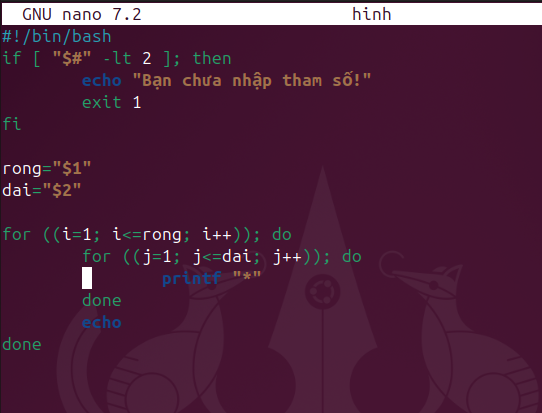 GNU nano 7.2 hinh
#!/bin/bash
if [ "$#" -lt 2 ]; then
        echo "Bạn chưa nhập tham số!"
        exit 1
fi

rong="$1"
dai="$2"

for ((i=1; i<=rong; i++)); do
        for ((j=1; j<=dai; j++)); do
                printf "*"
        done
        echo
done